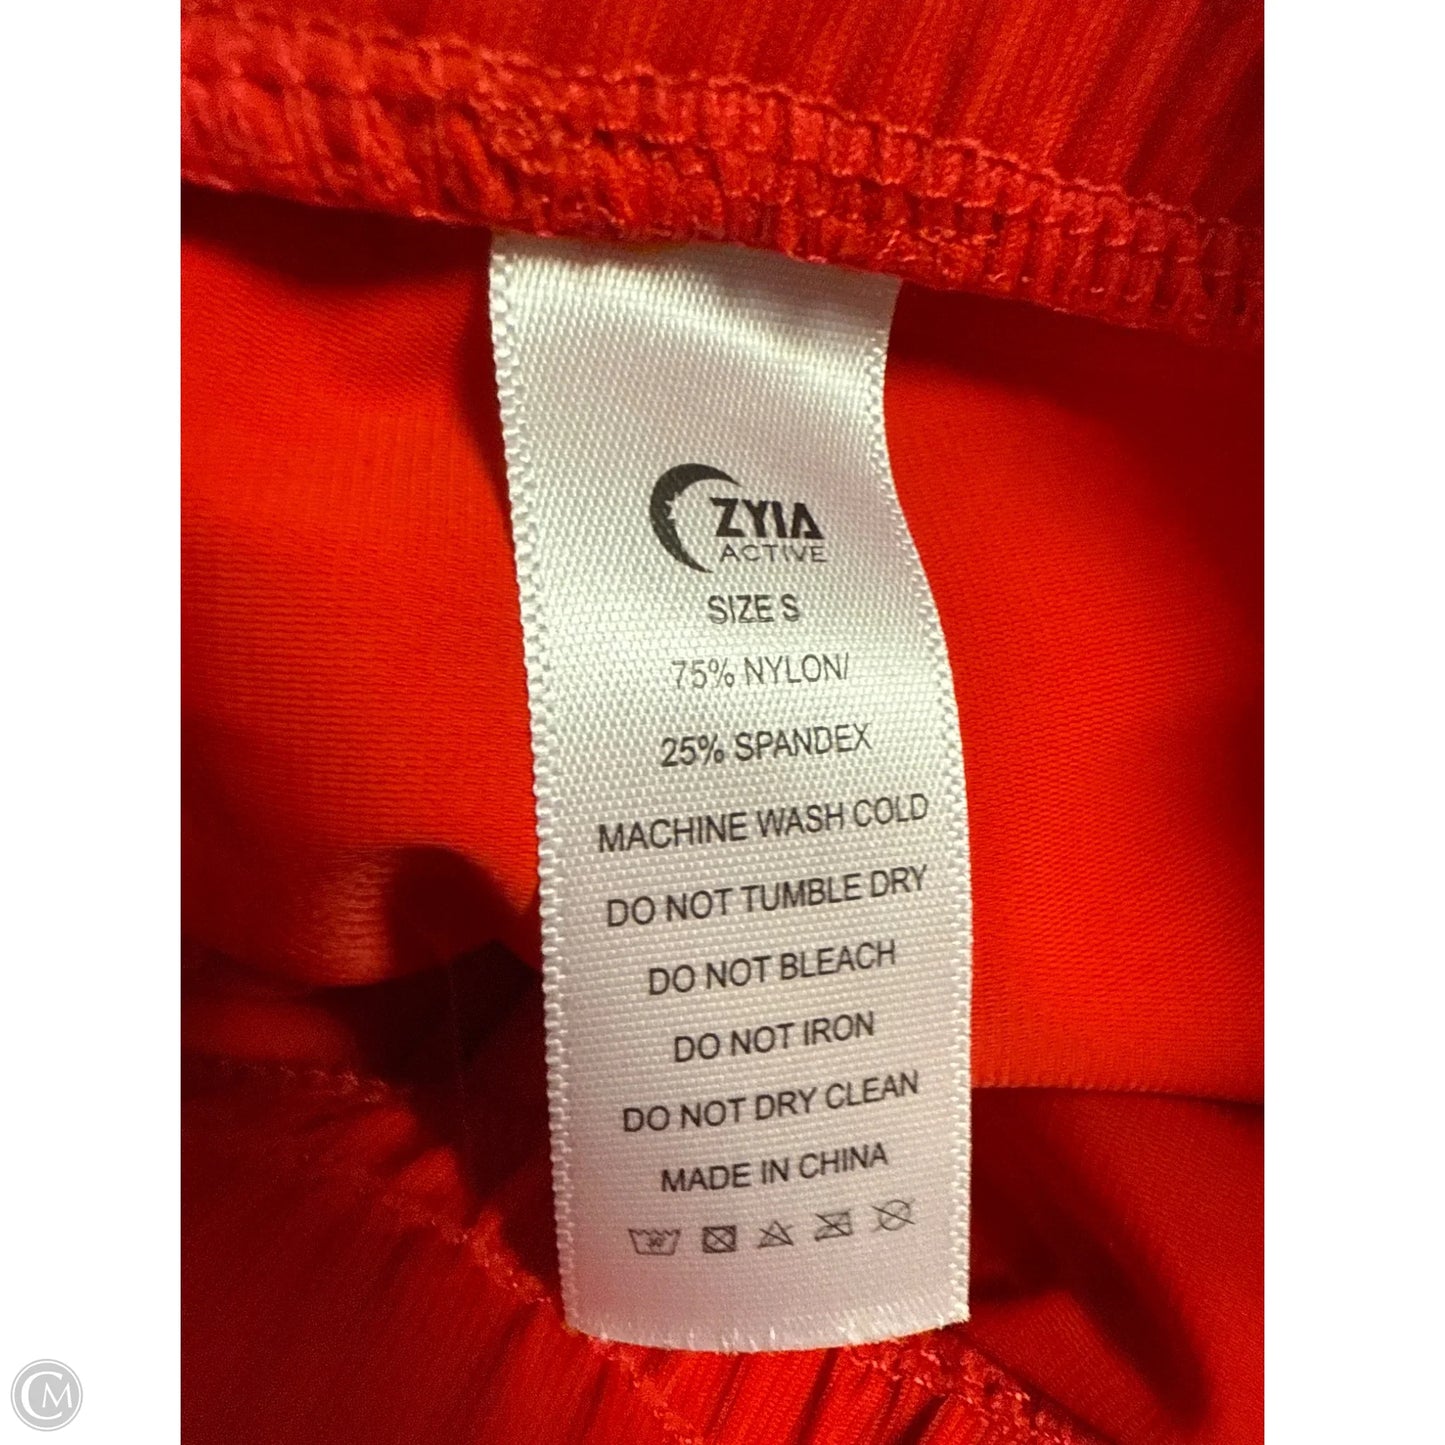 ZYIA
ACTIVE
SIZE S
75% NYLON/
25% SPANDEX
MACHINE WASH COLD
DO NOT TUMBLE DRY
DO NOT BLEACH
DO NOT IRON
DO NOT DRY CLEAN
MADE IN CHINA
CM